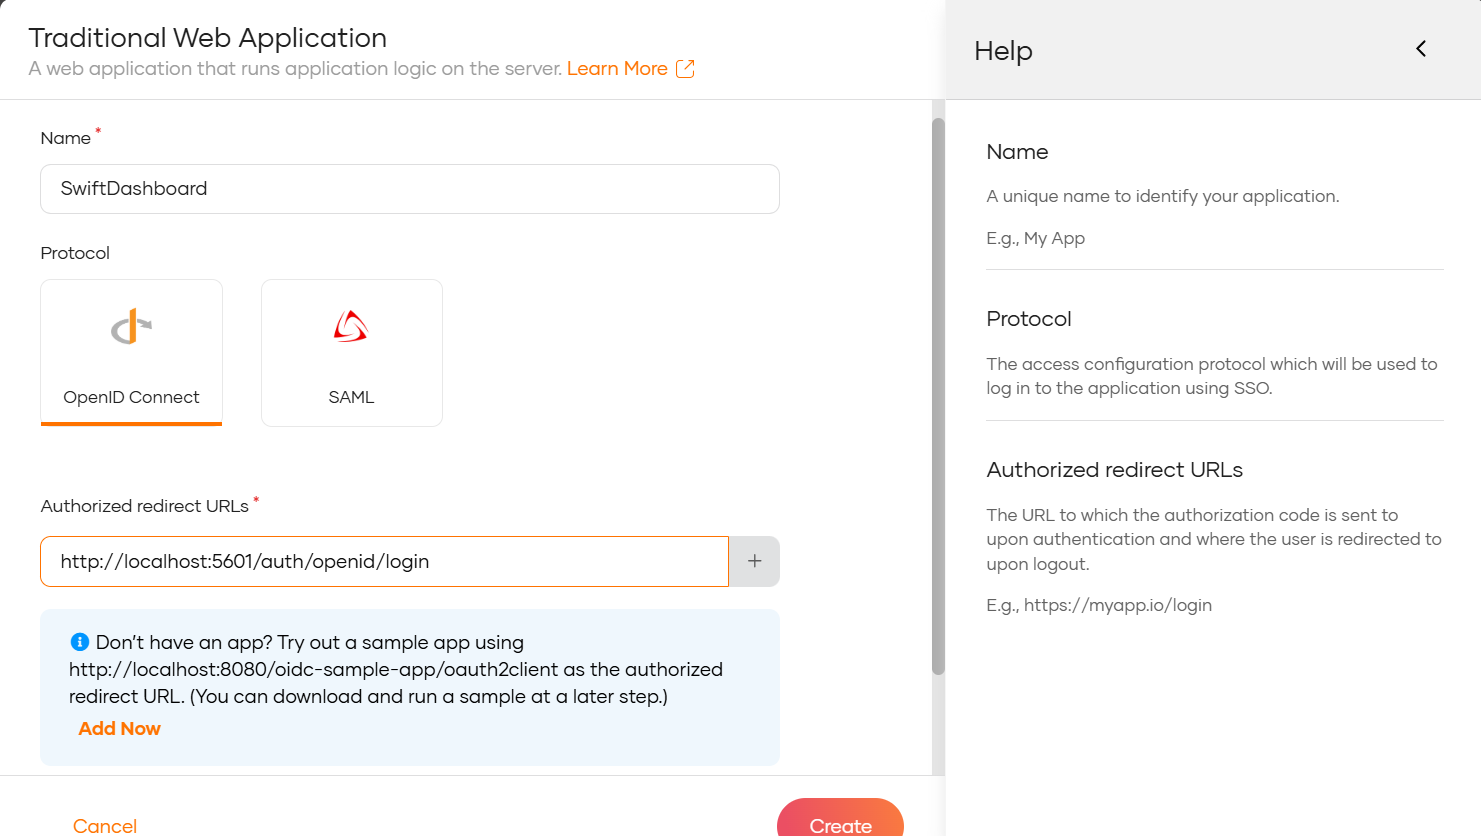 Traditional Web Application
A web application that runs application logic on the server. Learn More
Name *
SwiftDashboard
Protocol
OpenID Connect
SAML
Authorized redirect URLs *
http://localhost:5601/auth/openid/login
+
Don't have an app? Try out a sample app using
http://localhost:8080/oidc-sample-app/oauth2client as the authorized
redirect URL. (You can download and run a sample at a later step.)
Add Now
Cancel
Create
Help
Name
A unique name to identify your application.
E.g., My App
Protocol
The access configuration protocol which will be used to
log in to the application using SSO.
Authorized redirect URLs
The URL to which the authorization code is sent to
upon authentication and where the user is redirected to
upon logout.
E.g., https://myapp.io/login